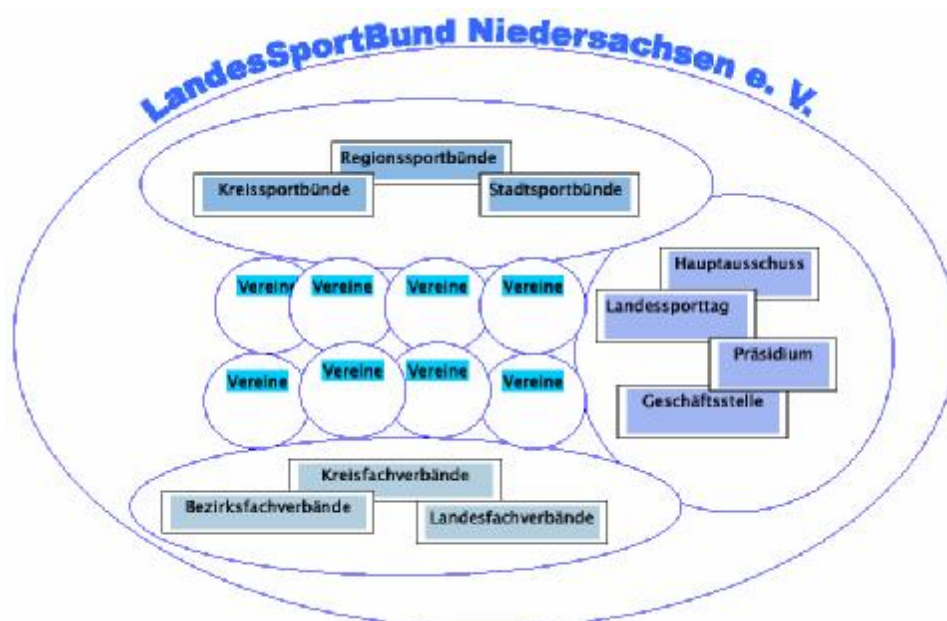 LandesSportBund Niedersachsen e. V.
Regionssportbünde
Kreissportbünde
Stadtsportbünde
Vereine
Vereine
Vereine
Vereine
Hauptausschuss
Landessporttag
Präsidium
Geschäftsstelle
Vereine
Vereine
Vereine
Vereine
Kreisfachverbände
Bezirksfachverbände
Landesfachverbände